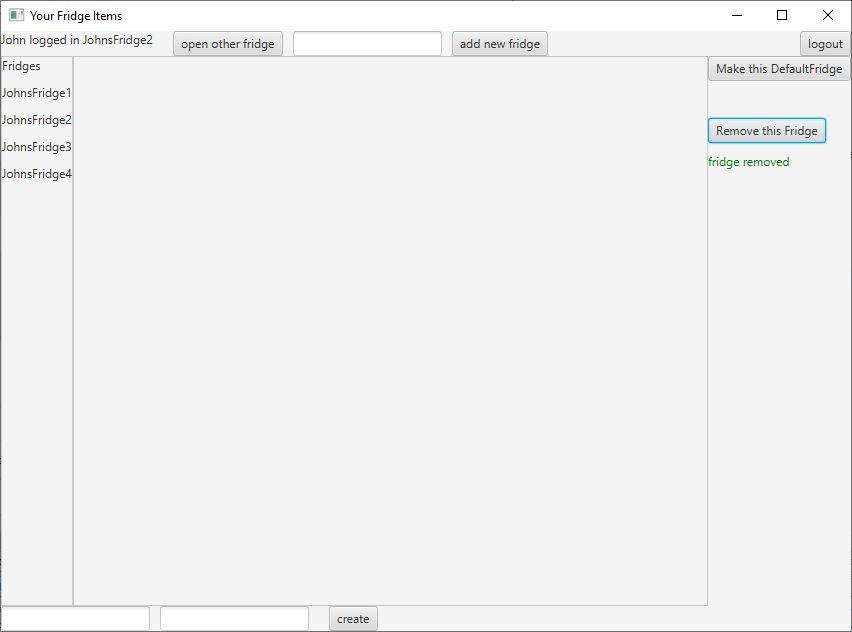 Your Fridge Items
John logged in JohnsFridge2 open other fridge add new fridge logout
Fridges
Make this DefaultFridge
JohnsFridge1
JohnsFridge2
Remove this Fridge
JohnsFridge3
fridge removed
JohnsFridge4
create